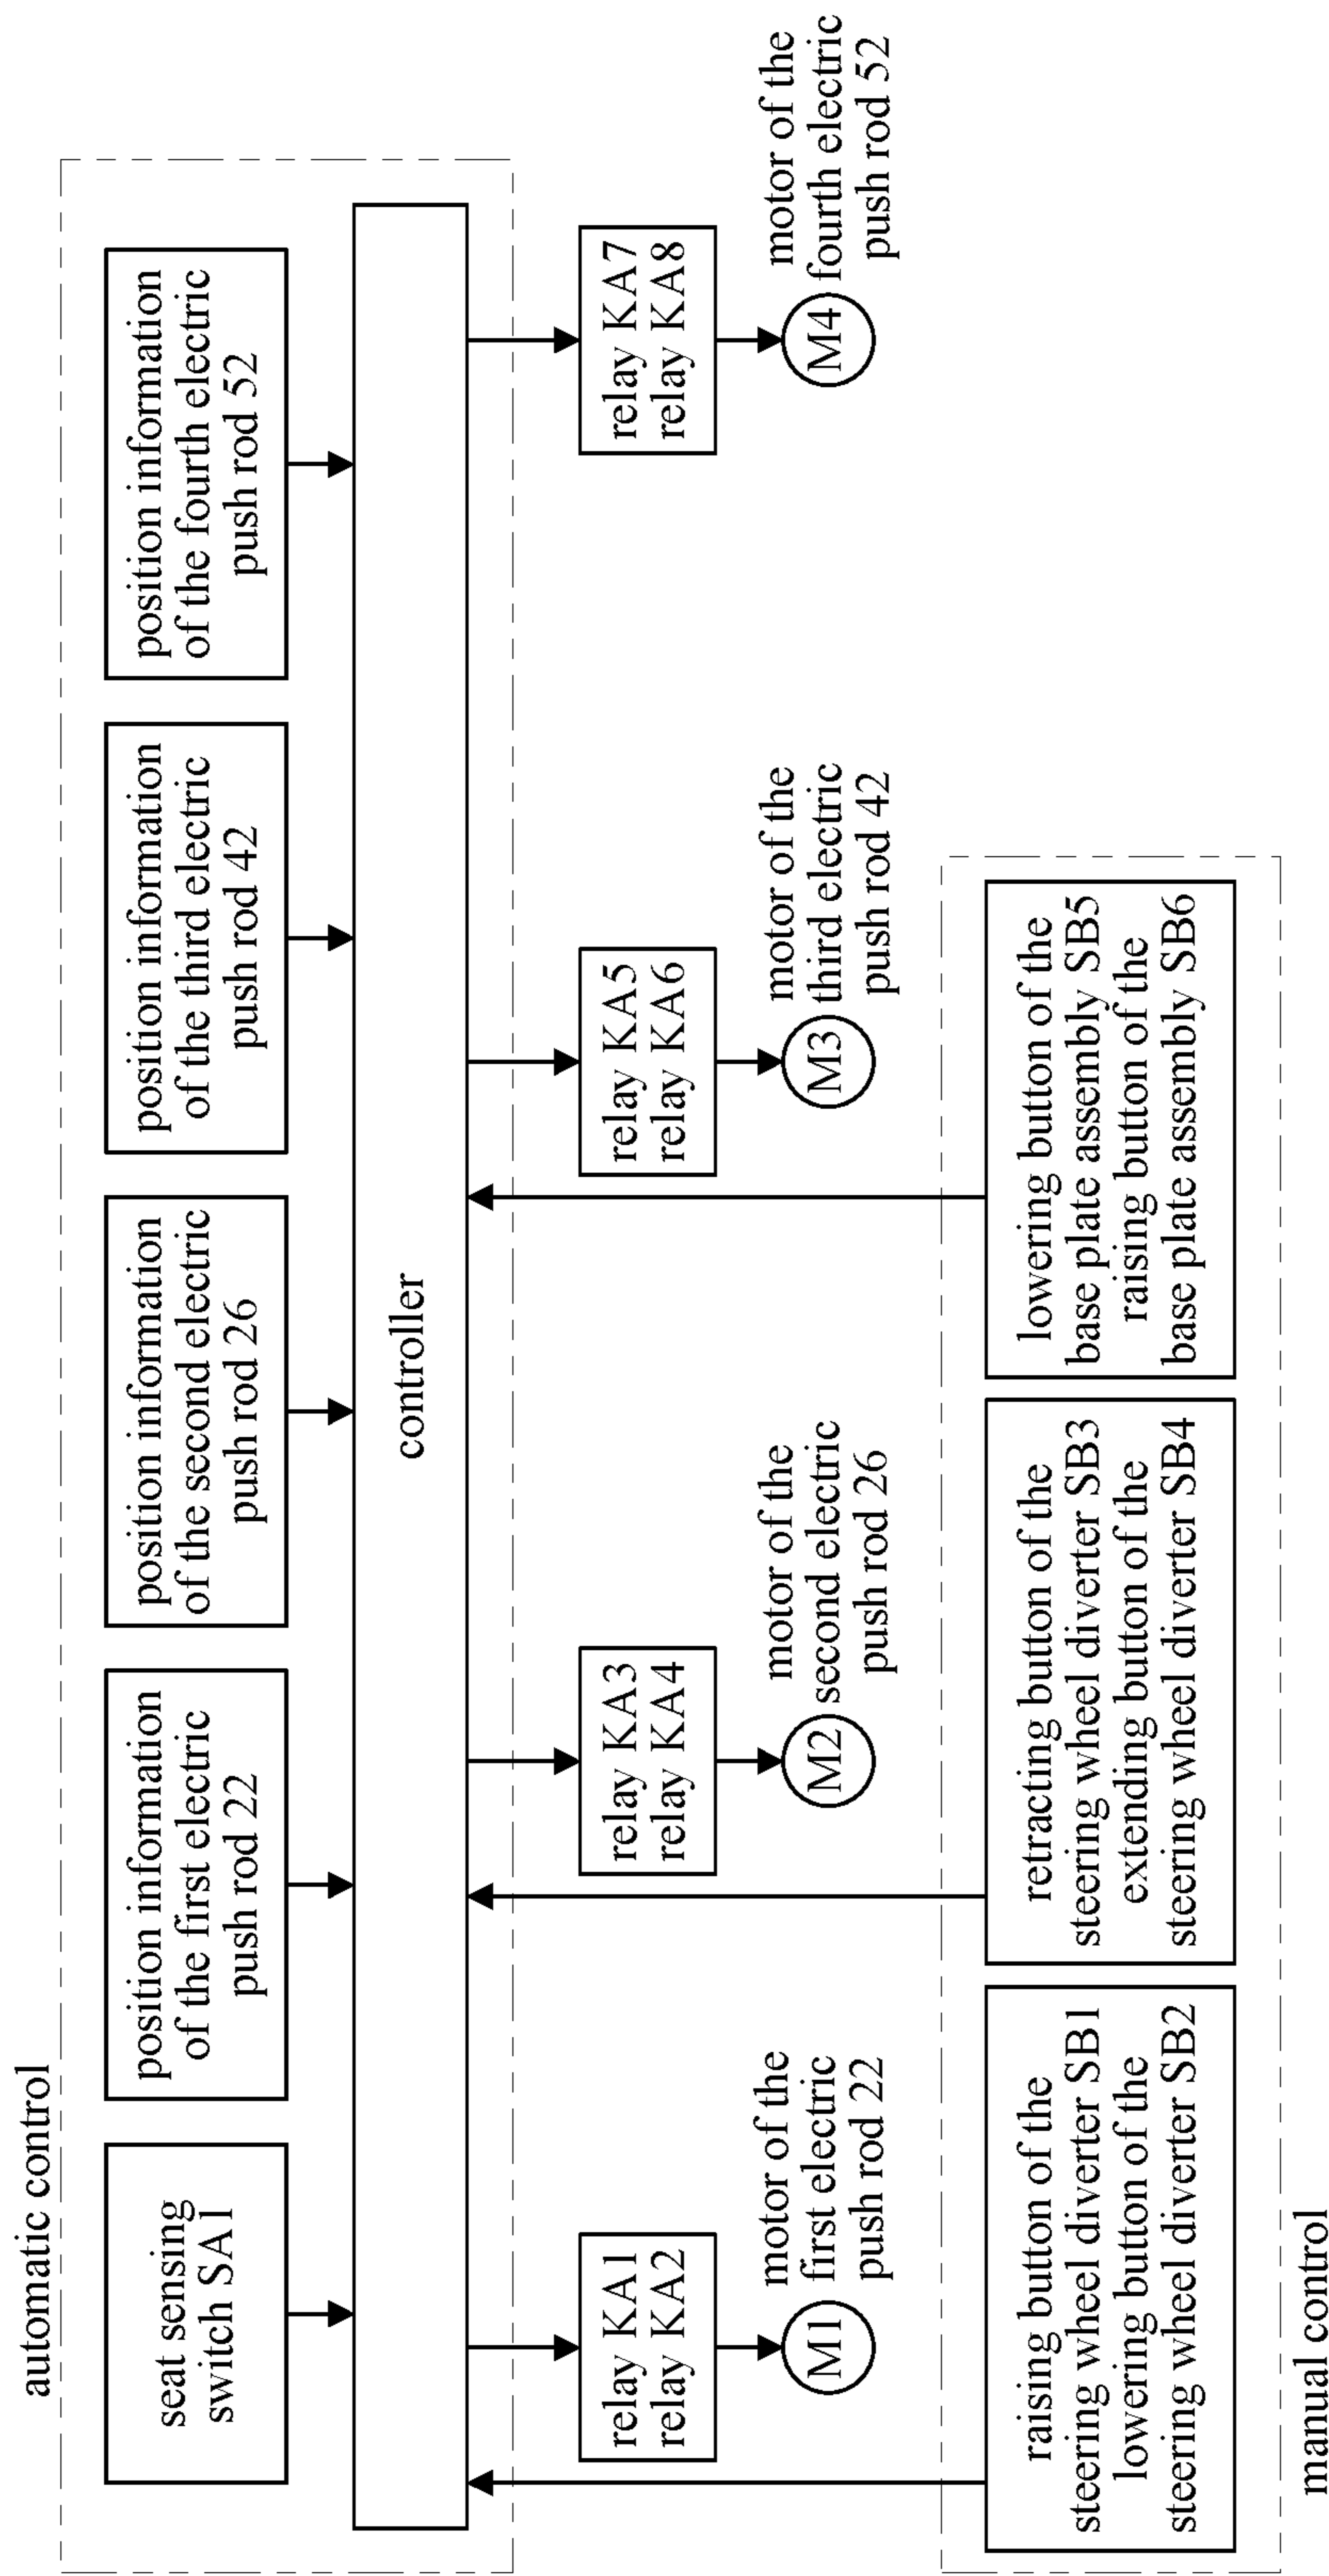 automatic control
seat sensing
switch SA1
position information
of the first electric
push rod 22
position information
of the second electric
push rod 26
position information
of the third electric
push rod 42
position information
of the fourth electric
push rod 52
controller
relay KA1
relay KA2
relay KA3
relay KA4
relay KA5
relay KA6
relay KA7
relay KA8
M1
motor of the
first electric
push rod 22
M2
motor of the
second electric
push rod 26
M3
motor of the
third electric
push rod 42
M4
motor of the
fourth electric
push rod 52
raising button of the
steering wheel diverter SB1
lowering button of the
steering wheel diverter SB2
retracting button of the
steering wheel diverter SB3
extending button of the
steering wheel diverter SB4
lowering button of the
base plate assembly SB5
raising button of the
base plate assembly SB6
manual control